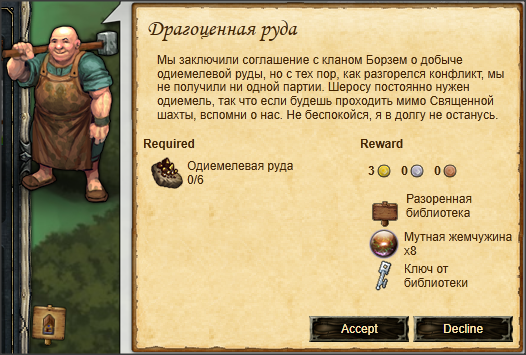 Драгоценная руда
Мы заключили соглашение с кланом Борзем о добыче
одиемелевой руды, но с тех пор, как разгорелся конфликт, мы
не получили ни одной партии. Шеросу постоянно нужен
одиемель, так что если будешь проходить мимо Священной
шахты, вспомни о нас. Не беспокойся, я в долгу не останусь.
Required
Одиемелевая руда
0/6
Reward
3 0 0
Разоренная
библиотека
Мутная жемчужина
x8
Ключ от
библиотеки
Accept Decline